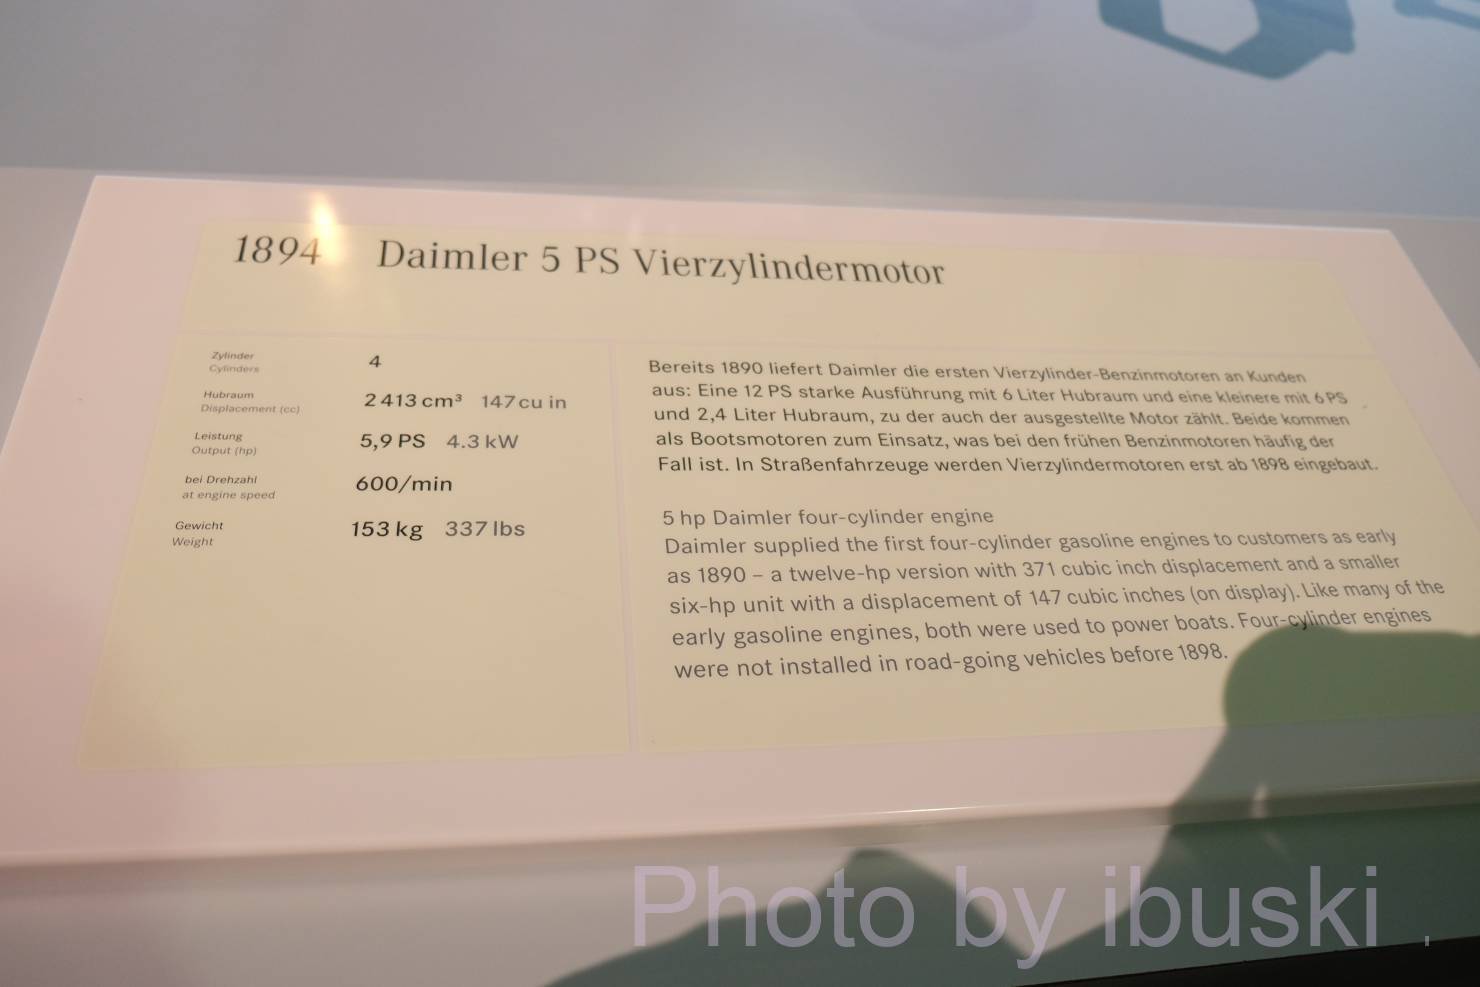 1894 Daimler 5 PS Vierzylindermotor
Zylinder 4
Cylinders
Hubraum 2 413 cm³ 147 cu in
Displacement (cc)
Leistung 5,9 PS 4.3 kW
Output (hp)
bei Drehzahl 600/min
at engine speed
Gewicht 153 kg 337 lbs
Weight
Bereits 1890 liefert Daimler die ersten Vierzylinder-Benzinmotoren an Kunden
aus: Eine 12 PS starke Ausführung mit 6 Liter Hubraum und eine kleinere mit 6 PS
und 2,4 Liter Hubraum, zu der auch der ausgestellte Motor zählt. Beide kommen
als Bootsmotoren zum Einsatz, was bei den frühen Benzinmotoren häufig der
Fall ist. In Straßenfahrzeuge werden Vierzylindermotoren erst ab 1898 eingebaut.
5 hp Daimler four-cylinder engine
Daimler supplied the first four-cylinder gasoline engines to customers as early
as 1890 – a twelve-hp version with 371 cubic inch displacement and a smaller
six-hp unit with a displacement of 147 cubic inches (on display). Like many of the
early gasoline engines, both were used to power boats. Four-cylinder engines
were not installed in road-going vehicles before 1898.
Photo by ibuski